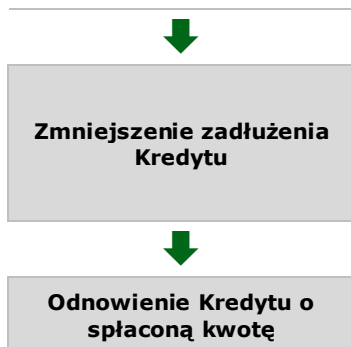 Zmniejszenie zadłużenia
Kredytu
Odnowienie Kredytu o
spłaconą kwotę